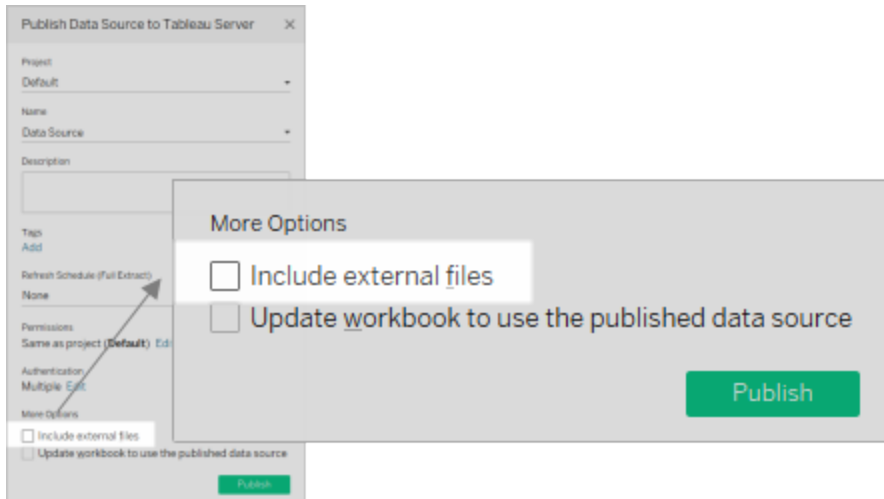 Publish Data Source to Tableau Server
Project
Default
Name
Data Source
Description
Tags
Add
Refresh Schedule (Full Extract)
None
Permissions
Same as project (Default)
Authentication
Multiple Edit
More Options
Include external files
Update workbook to use the published data source
Publish
More Options
Include external files
Update workbook to use the published data source
Publish